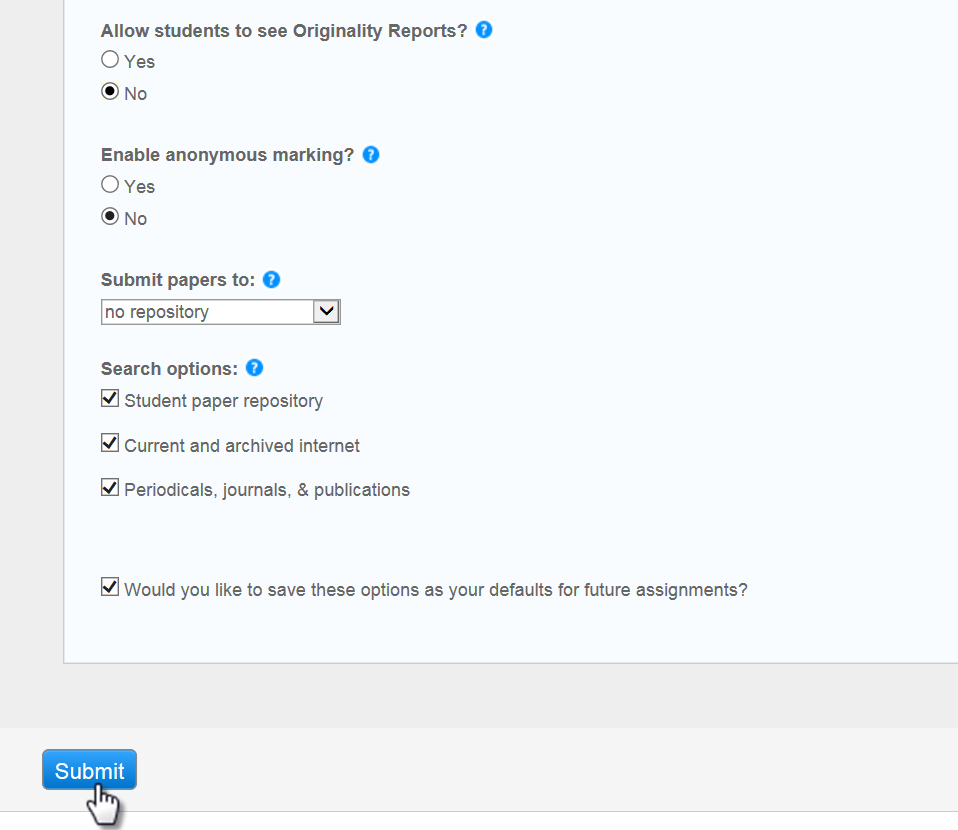 Allow students to see Originality Reports? ?
Yes
No
Enable anonymous marking? ?
Yes
No
Submit papers to: ?
no repository
Search options: ?
Student paper repository
Current and archived internet
Periodicals, journals, & publications
Would you like to save these options as your defaults for future assignments?
Submit